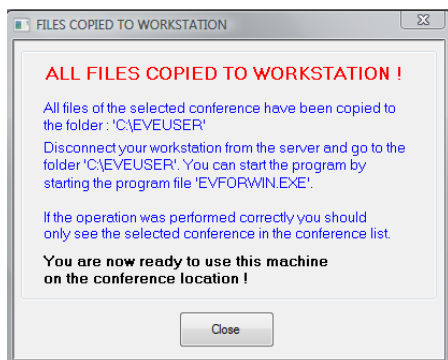 FILES COPIED TO WORKSTATION
ALL FILES COPIED TO WORKSTATION !
All files of the selected conference have been copied to
the folder : 'C:\EVEUSER'
Disconnect your workstation from the server and go to the
folder 'C:\EVEUSER'. You can start the program by
starting the program file 'EVFORWIN.EXE'.
If the operation was performed correctly you should
only see the selected conference in the conference list.
You are now ready to use this machine
on the conference location !
Close